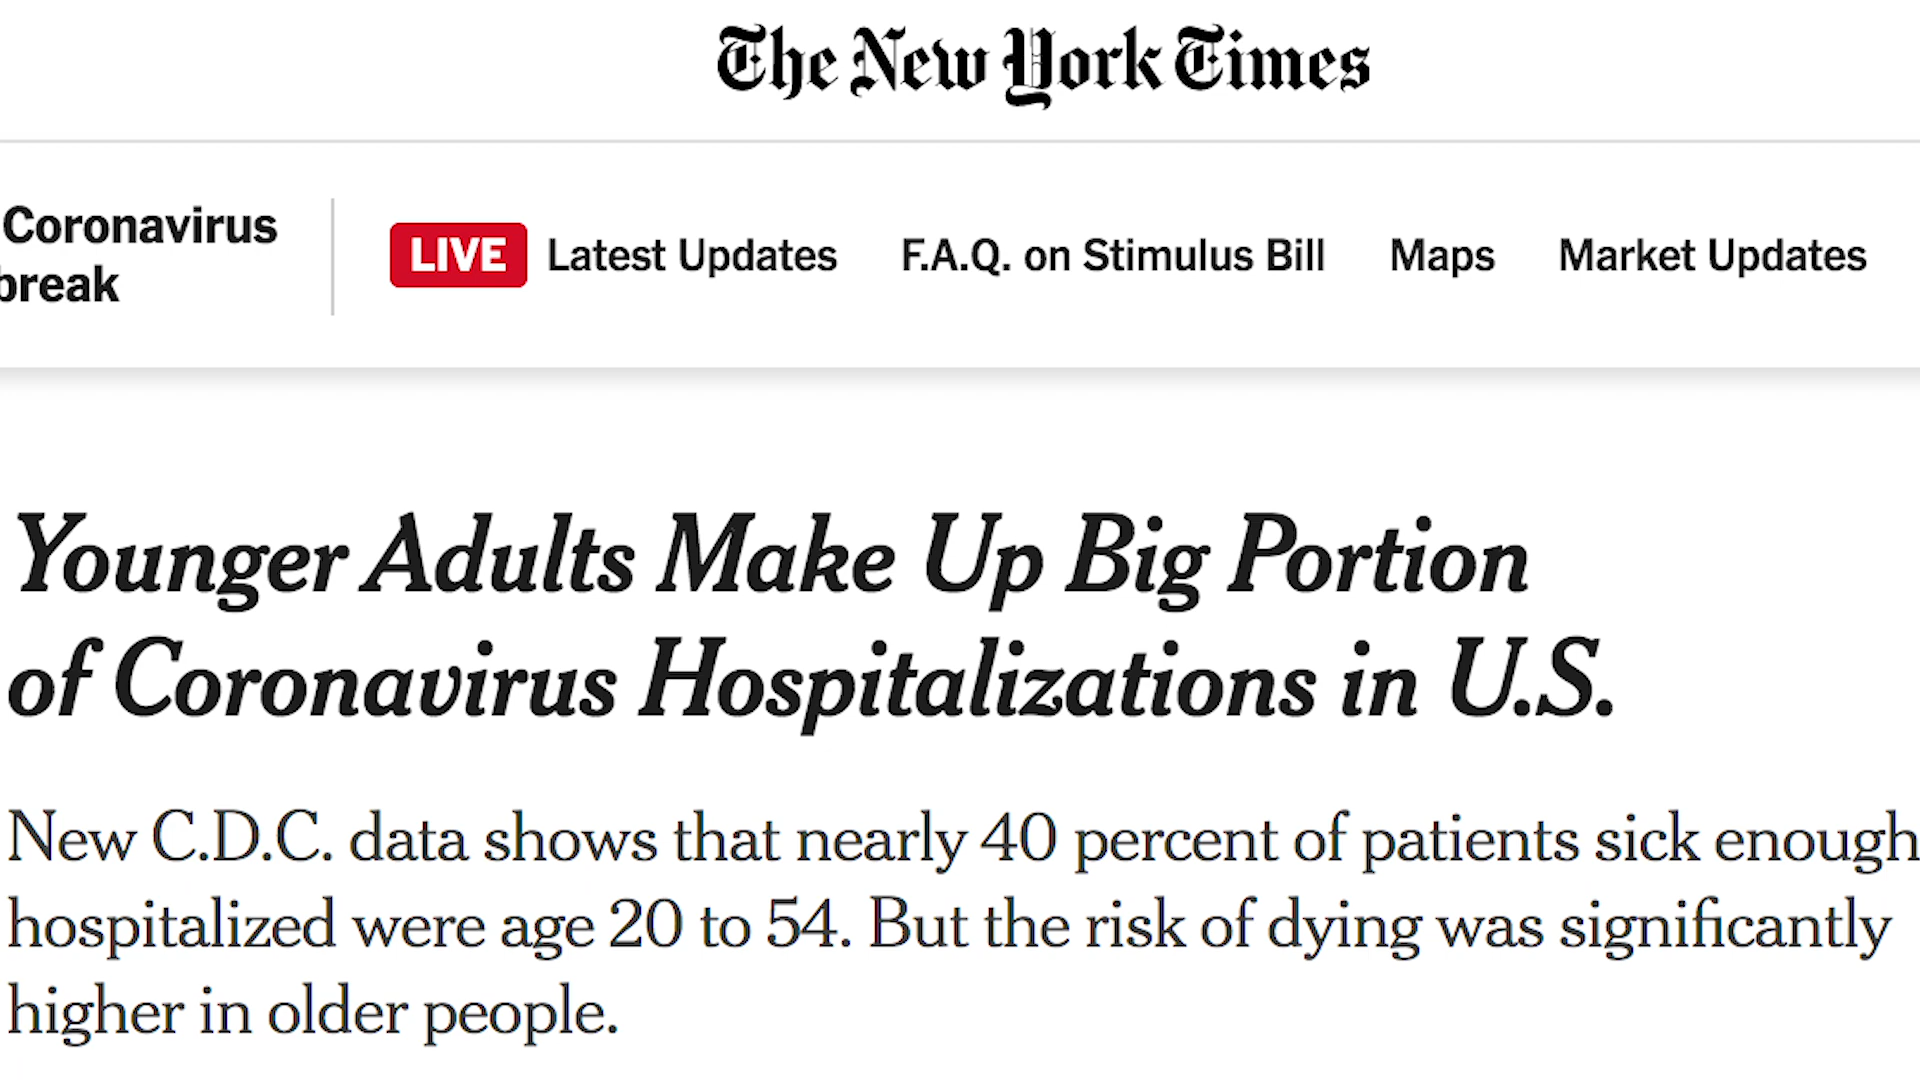 The New York Times
Coronavirus
break
LIVE Latest Updates F.A.Q. on Stimulus Bill Maps Market Updates
Younger Adults Make Up Big Portion
of Coronavirus Hospitalizations in U.S.
New C.D.C. data shows that nearly 40 percent of patients sick enough
hospitalized were age 20 to 54. But the risk of dying was significantly
higher in older people.